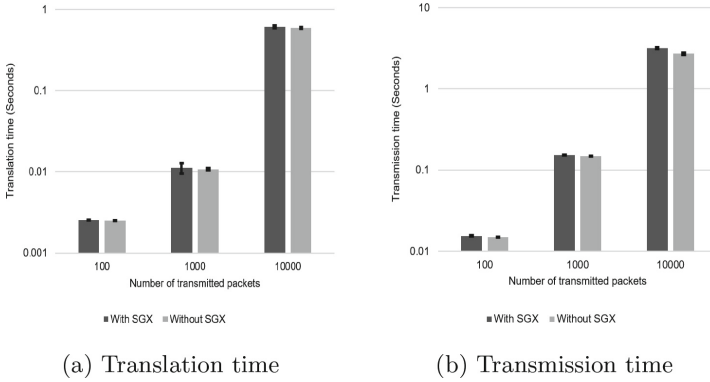 1
0.1
0.01
0.001
Translation time (Seconds)
100 1000 10000
Number of transmitted packets
With SGX Without SGX
(a) Translation time
10
1
0.1
0.01
Transmission time (Seconds)
100 1000 10000
Number of transmitted packets
With SGX Without SGX
(b) Transmission time